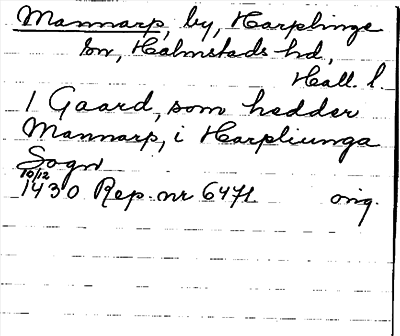 Mannarp, by, Harplinge
sn, Halmstads hd,
Hall. l.
1 Gaard, som hedder
Mannarp, i Harpliunga
Sogn
10/12
1430 Rep. nr 6471. orig.